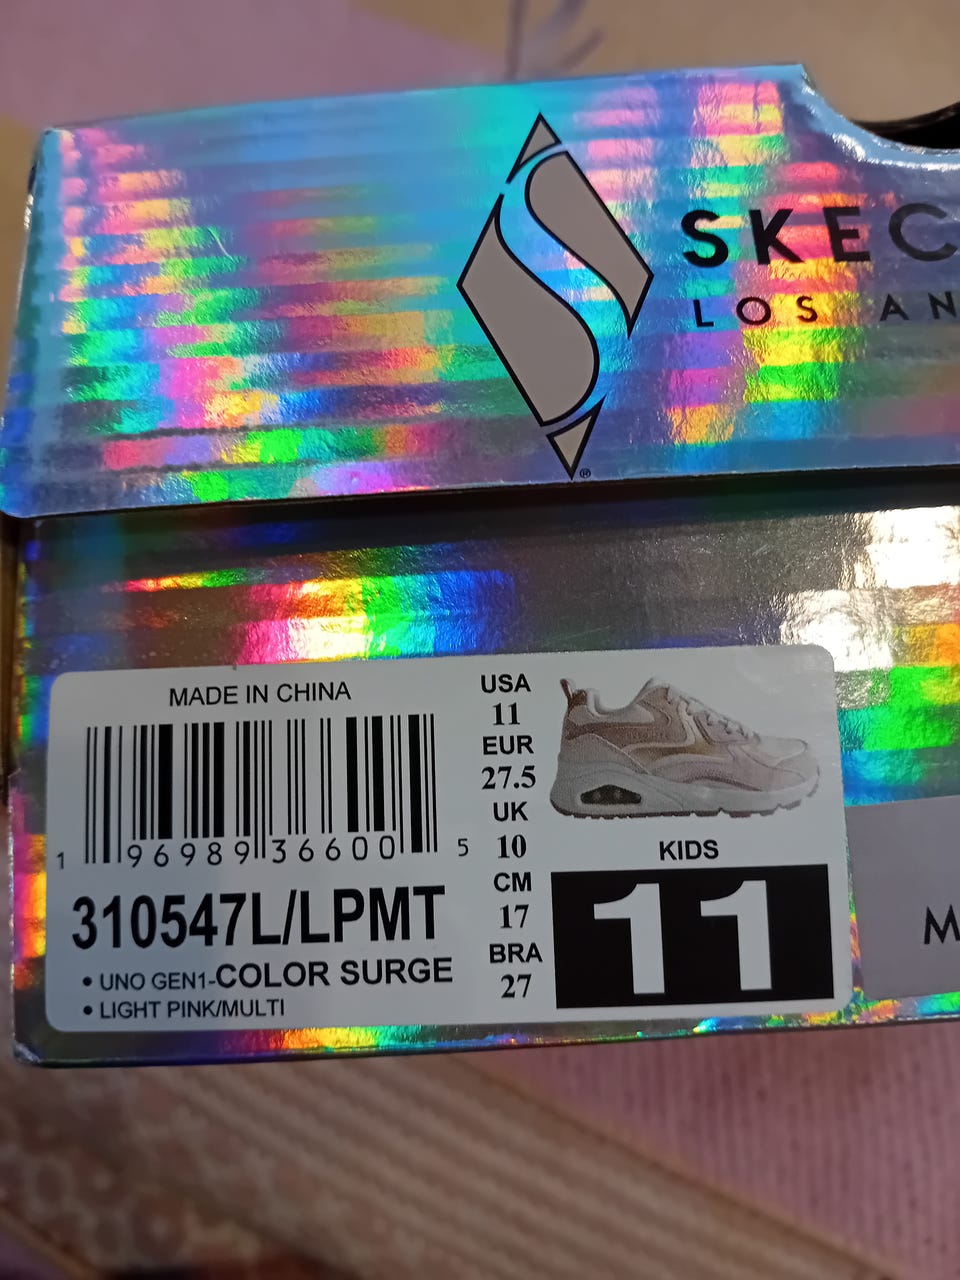 SKEC
LOS AN
®
MADE IN CHINA
1 96989 36600 5
310547L/LPMT
• UNO GEN1-COLOR SURGE
• LIGHT PINK/MULTI
USA
11
EUR
27.5
UK
10
CM
17
BRA
27
KIDS
11
M